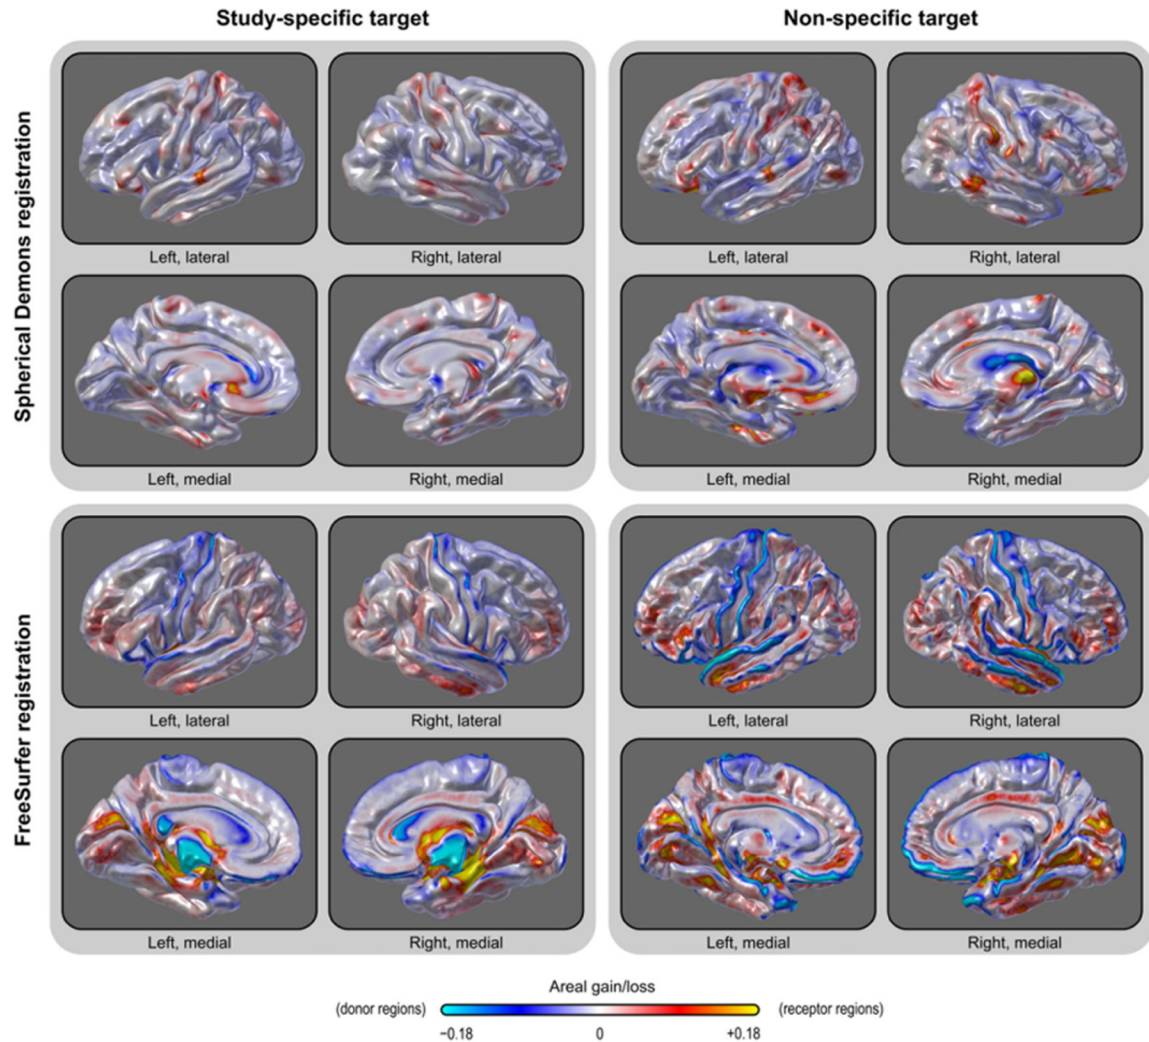 Study-specific target
Non-specific target
Spherical Demons registration
Left, lateral
Right, lateral
Left, lateral
Right, lateral
Left, medial
Right, medial
Left, medial
Right, medial
FreeSurfer registration
Left, lateral
Right, lateral
Left, lateral
Right, lateral
Left, medial
Right, medial
Left, medial
Right, medial
Areal gain/loss
(donor regions)
(receptor regions)
−0.18 0 +0.18